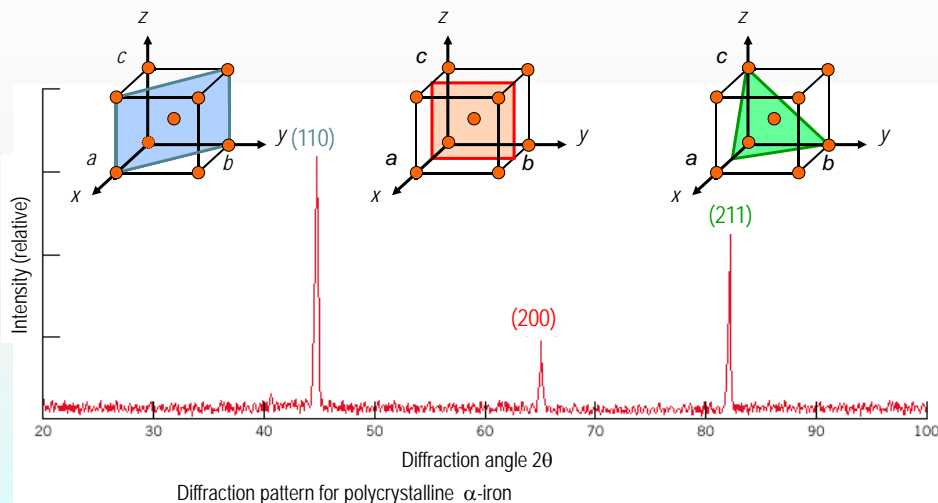 z
c
y
a
b
x
(110)
z
c
y
a
b
x
z
c
y
a
b
x
(211)
(200)
Intensity (relative)
20 30 40 50 60 70 80 90 100
Diffraction angle 2θ
Diffraction pattern for polycrystalline α-iron